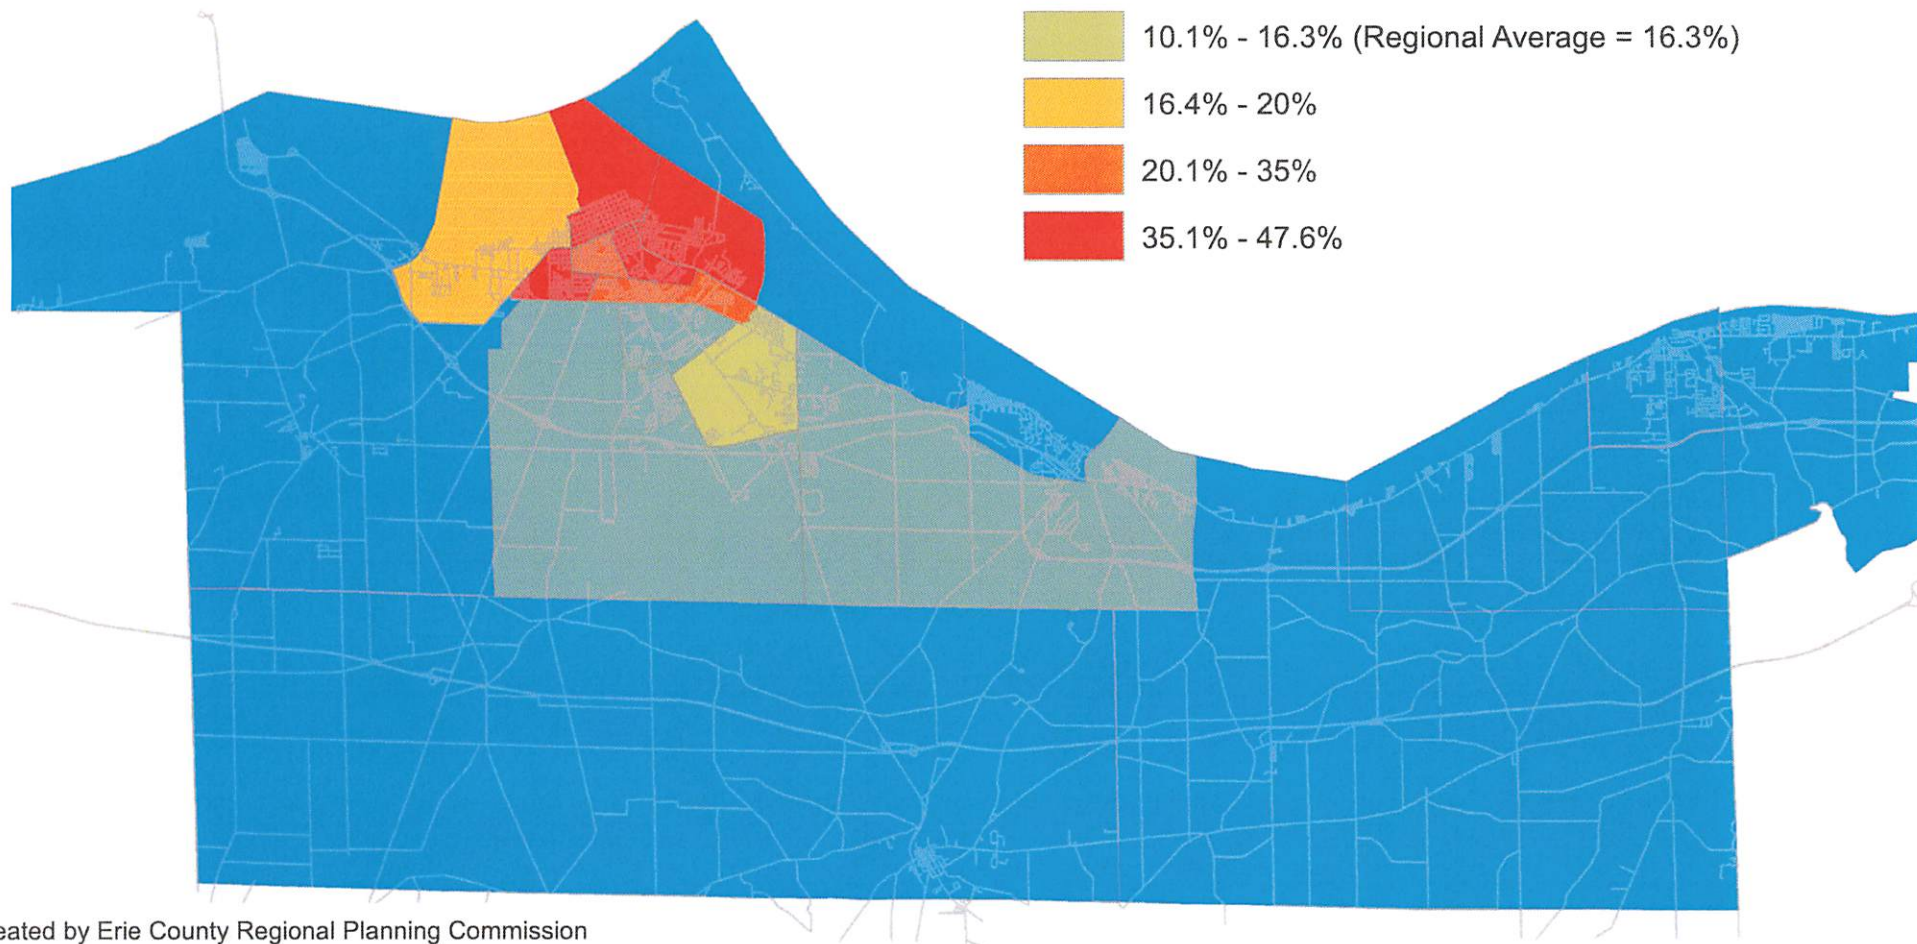 10.1% - 16.3% (Regional Average = 16.3%)
16.4% - 20%
20.1% - 35%
35.1% - 47.6%
eated by Erie County Regional Planning Commission